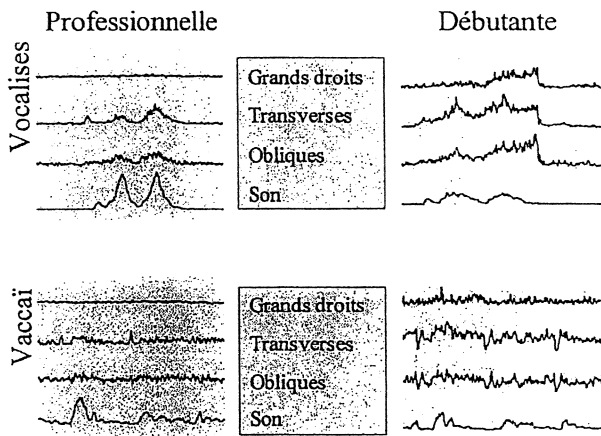 Professionnelle
Débutante
Vocalises
Grands droits
Transverses
Obliques
Son
Vaccaï
Grands droits
Transverses
Obliques
Son